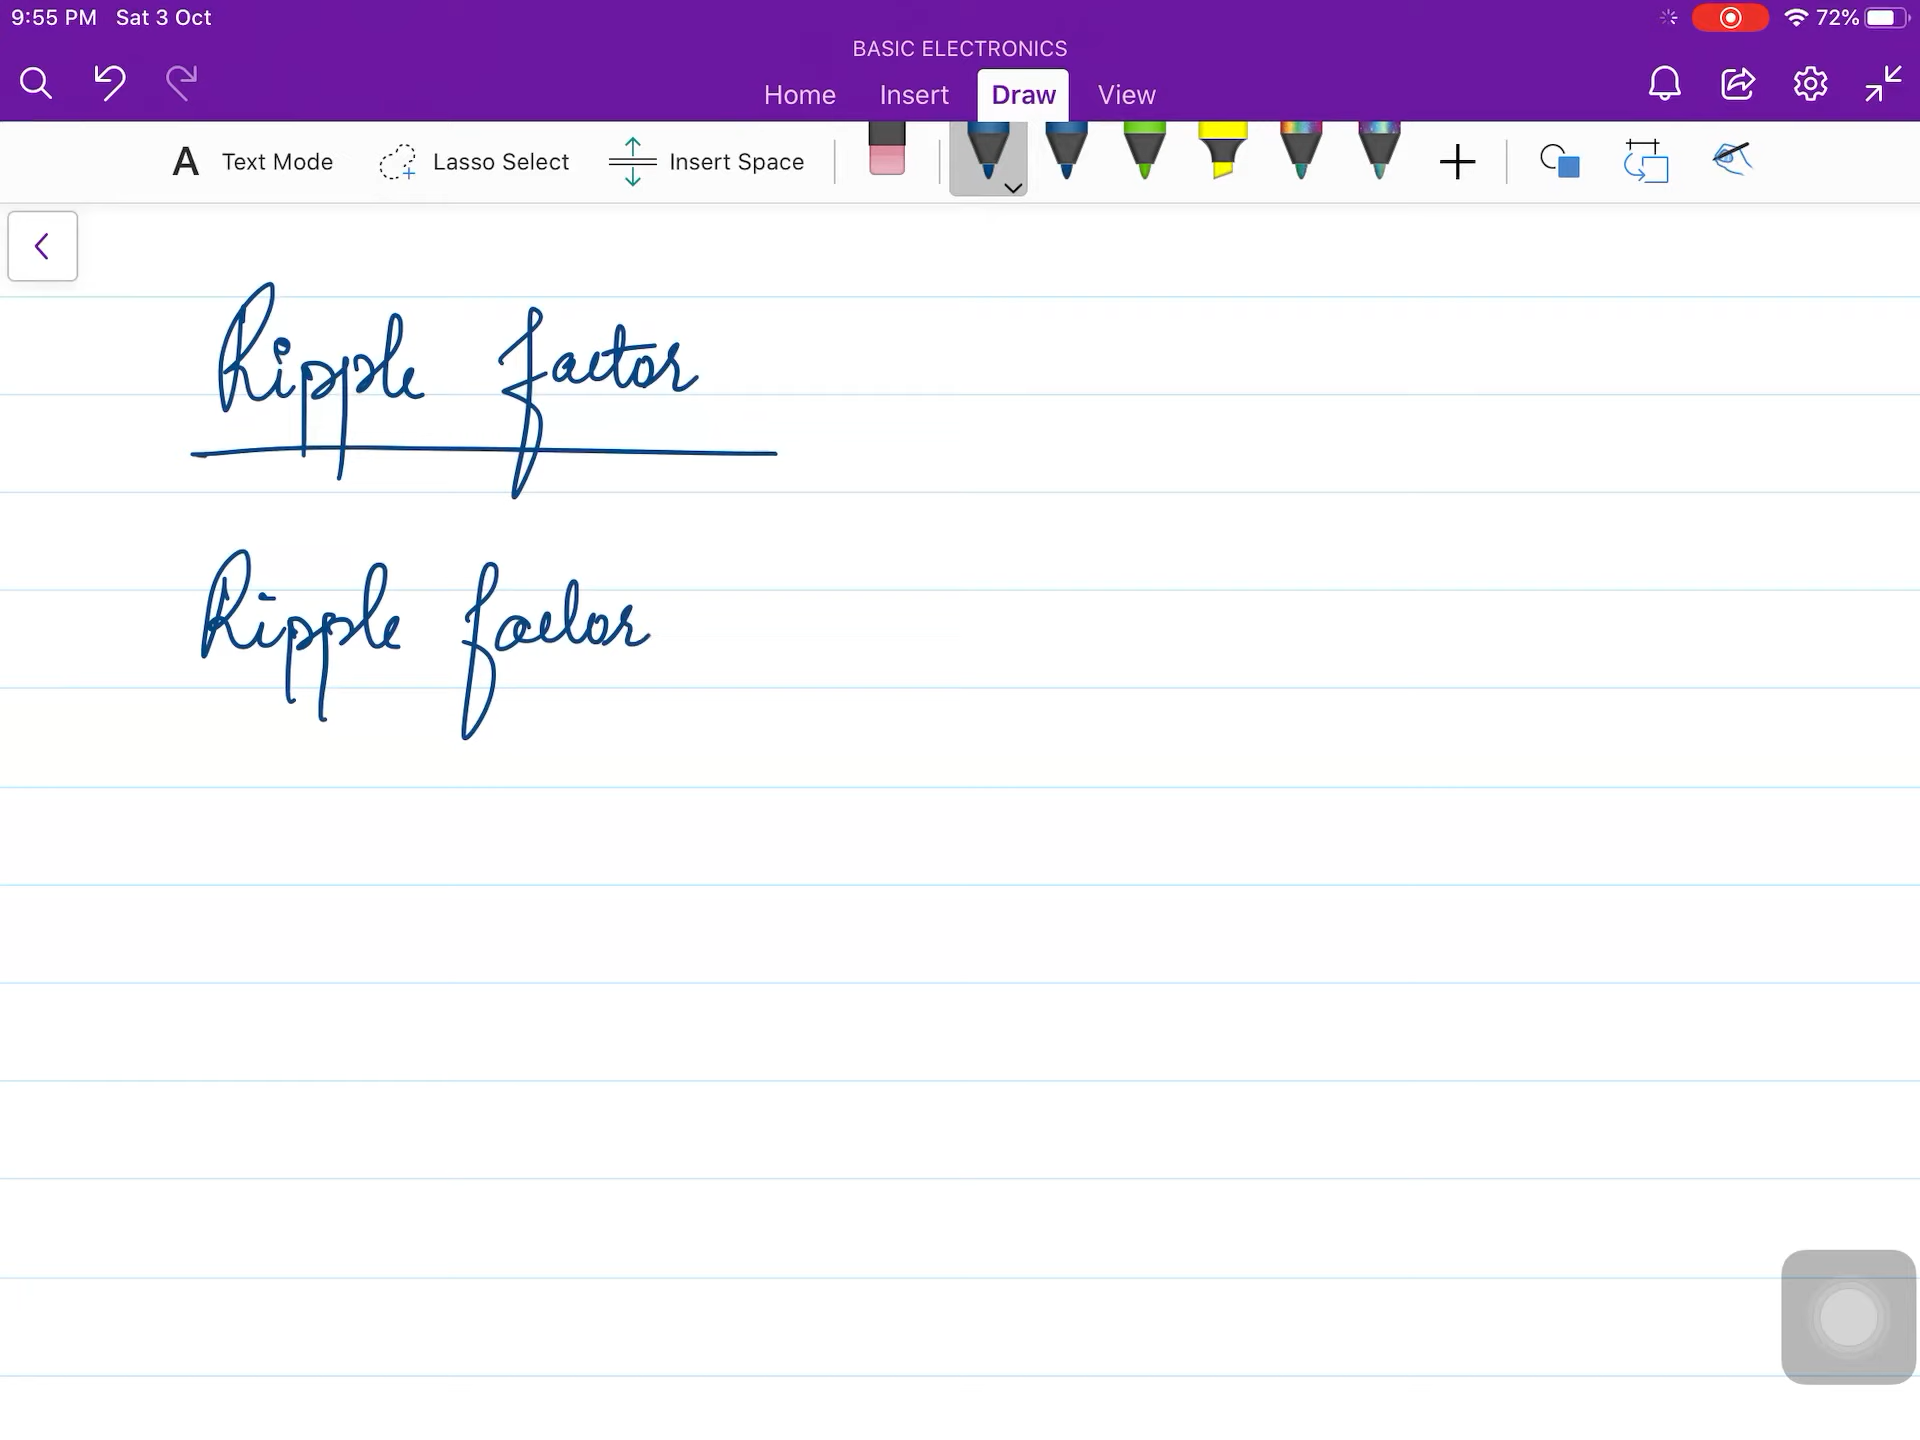 9:55 PM Sat 3 Oct 72%
BASIC ELECTRONICS
Home Insert Draw View
A Text Mode Lasso Select Insert Space
Ripple factor
Ripple factor